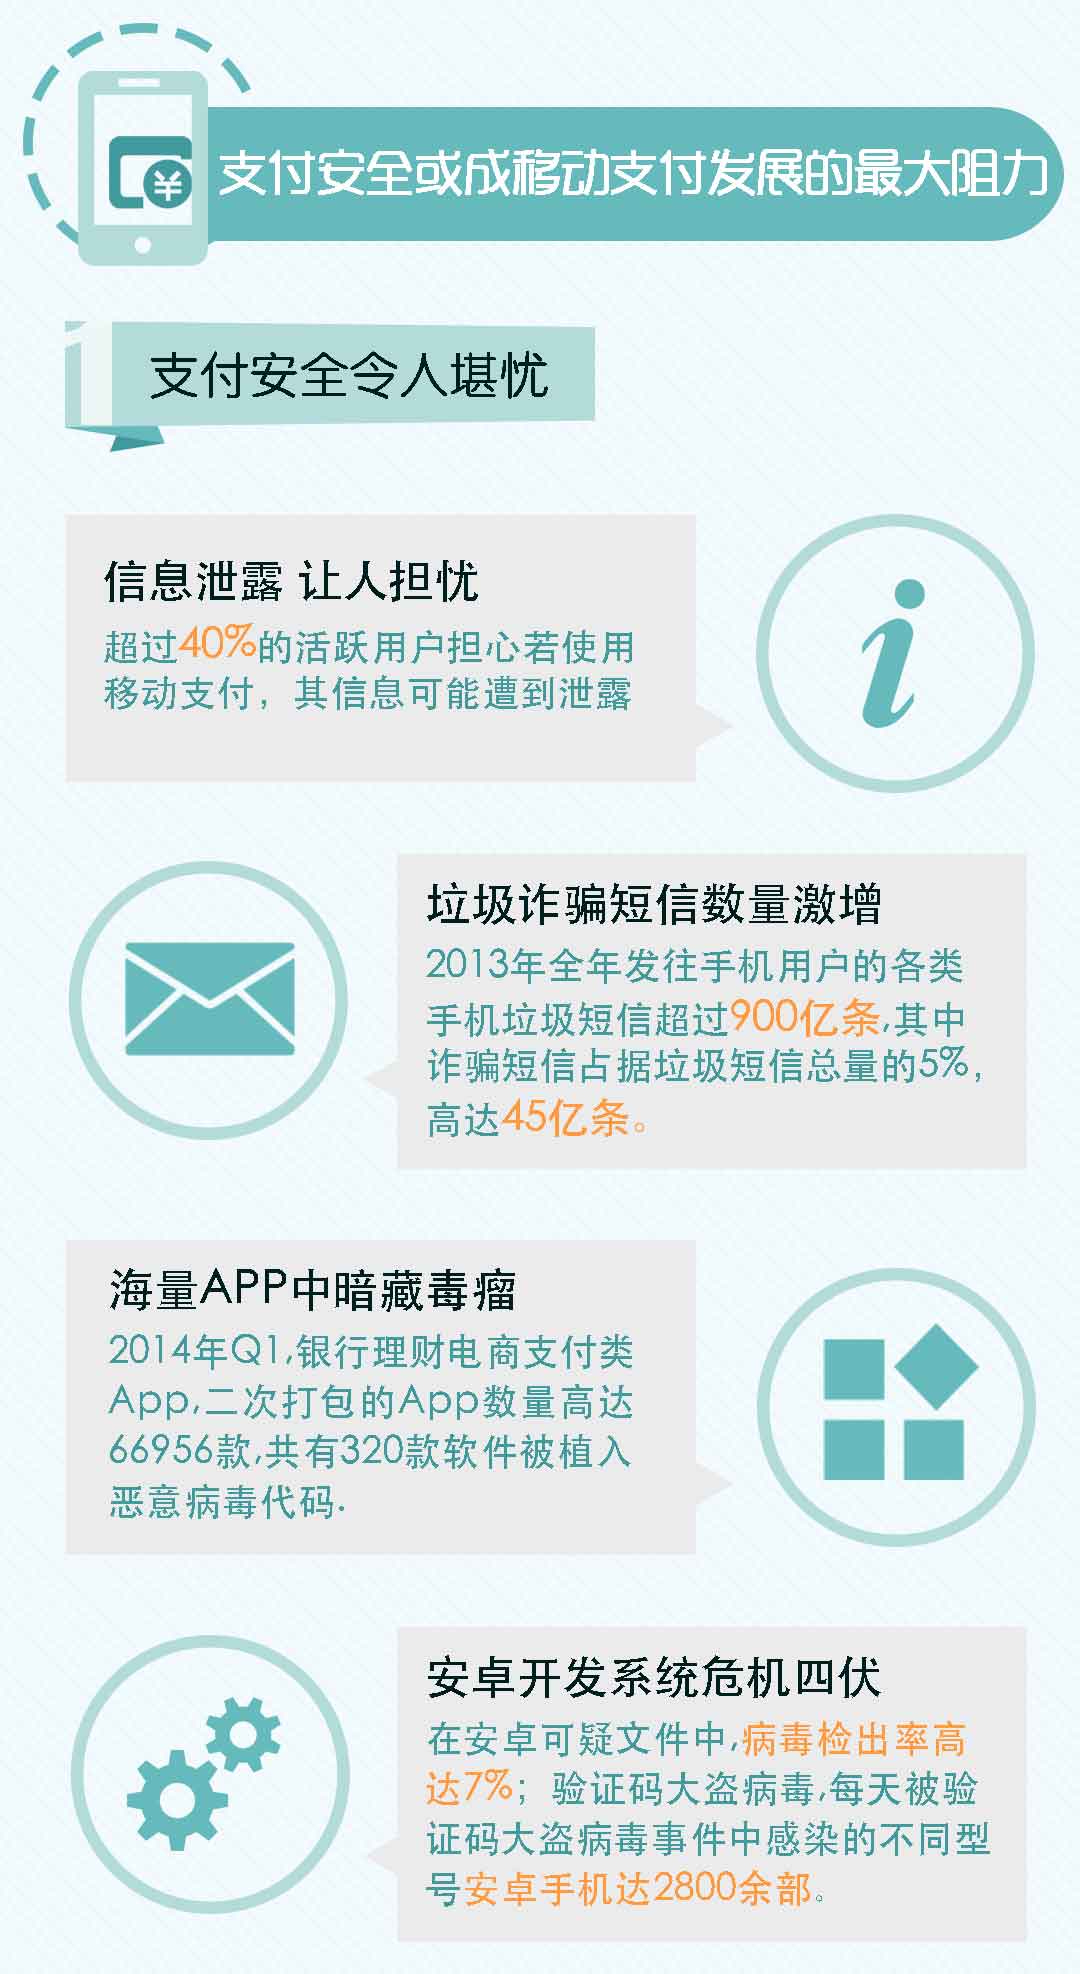 支付安全或成移动支付发展的最大阻力
支付安全令人堪忧
信息泄露 让人担忧
超过40%的活跃用户担心若使用
移动支付，其信息可能遭到泄露
垃圾诈骗短信数量激增
2013年全年发往手机用户的各类
手机垃圾短信超过900亿条,其中
诈骗短信占据垃圾短信总量的5%，
高达45亿条。
海量APP中暗藏毒瘤
2014年Q1,银行理财电商支付类
App,二次打包的App数量高达
66956款,共有320款软件被植入
恶意病毒代码.
安卓开发系统危机四伏
在安卓可疑文件中,病毒检出率高
达7%；验证码大盗病毒,每天被验
证码大盗病毒事件中感染的不同型
号安卓手机达2800余部。